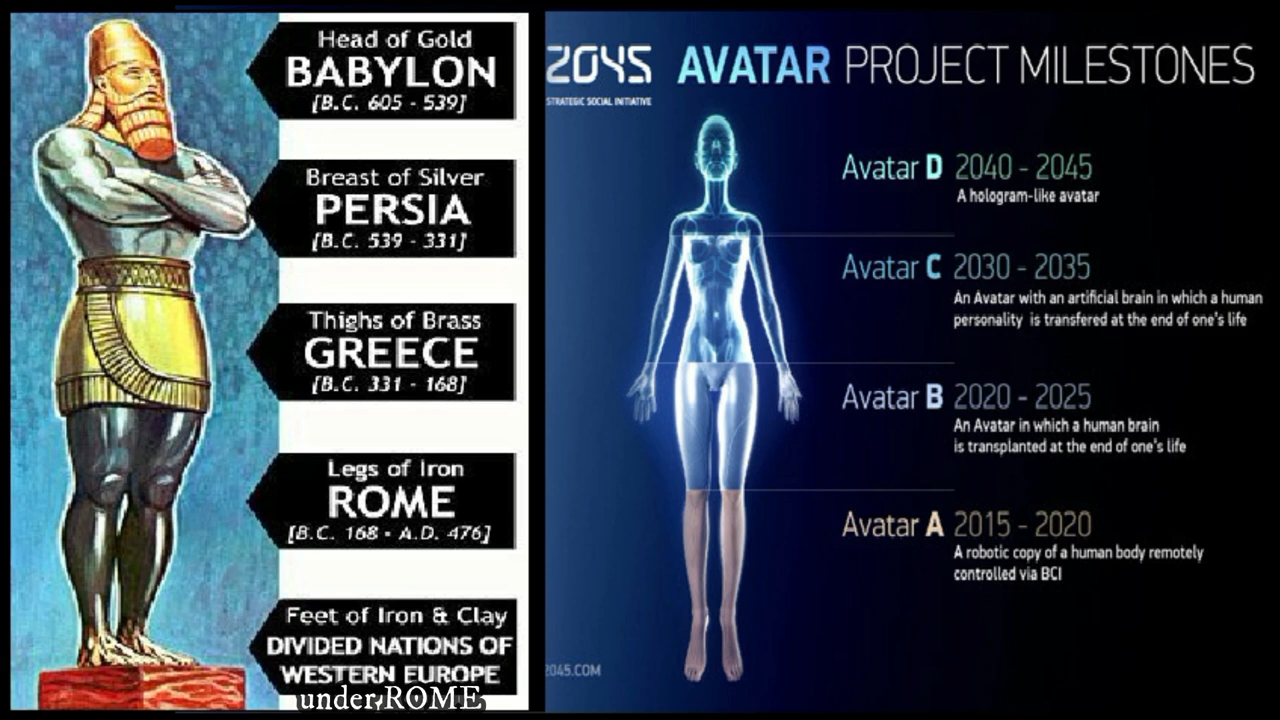 Head of Gold
BABYLON
[B.C. 605 - 539]
Breast of Silver
PERSIA
[B.C. 539 - 331]
Thighs of Brass
GREECE
[B.C. 331 - 168]
Legs of Iron
ROME
[B.C. 168 - A.D. 476]
Feet of Iron & Clay
DIVIDED NATIONS OF
WESTERN EUROPE
under ROME
2045
STRATEGIC SOCIAL INITIATIVE
AVATAR PROJECT MILESTONES
Avatar D 2040 - 2045
A hologram-like avatar
Avatar C 2030 - 2035
An Avatar with an artificial brain in which a human
personality is transfered at the end of one's life
Avatar B 2020 - 2025
An Avatar in which a human brain
is transplanted at the end of one's life
Avatar A 2015 - 2020
A robotic copy of a human body remotely
controlled via BCI
2045.COM